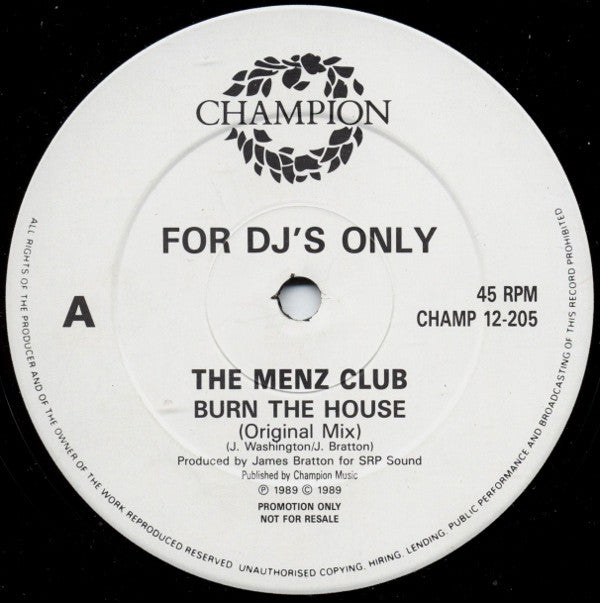 CHAMPION
FOR DJ'S ONLY
A
45 RPM
CHAMP 12-205
THE MENZ CLUB
BURN THE HOUSE
(Original Mix)
(J. Washington/J. Bratton)
Produced by James Bratton for SRP Sound
Published by Champion Music
℗ 1989 © 1989
PROMOTION ONLY
NOT FOR RESALE
ALL RIGHTS OF THE PRODUCER AND OF THE OWNER OF THE WORK REPRODUCED RESERVED UNAUTHORISED COPYING, HIRING, LENDING, PUBLIC PERFORMANCE AND BROADCASTING OF THIS RECORD PROHIBITED